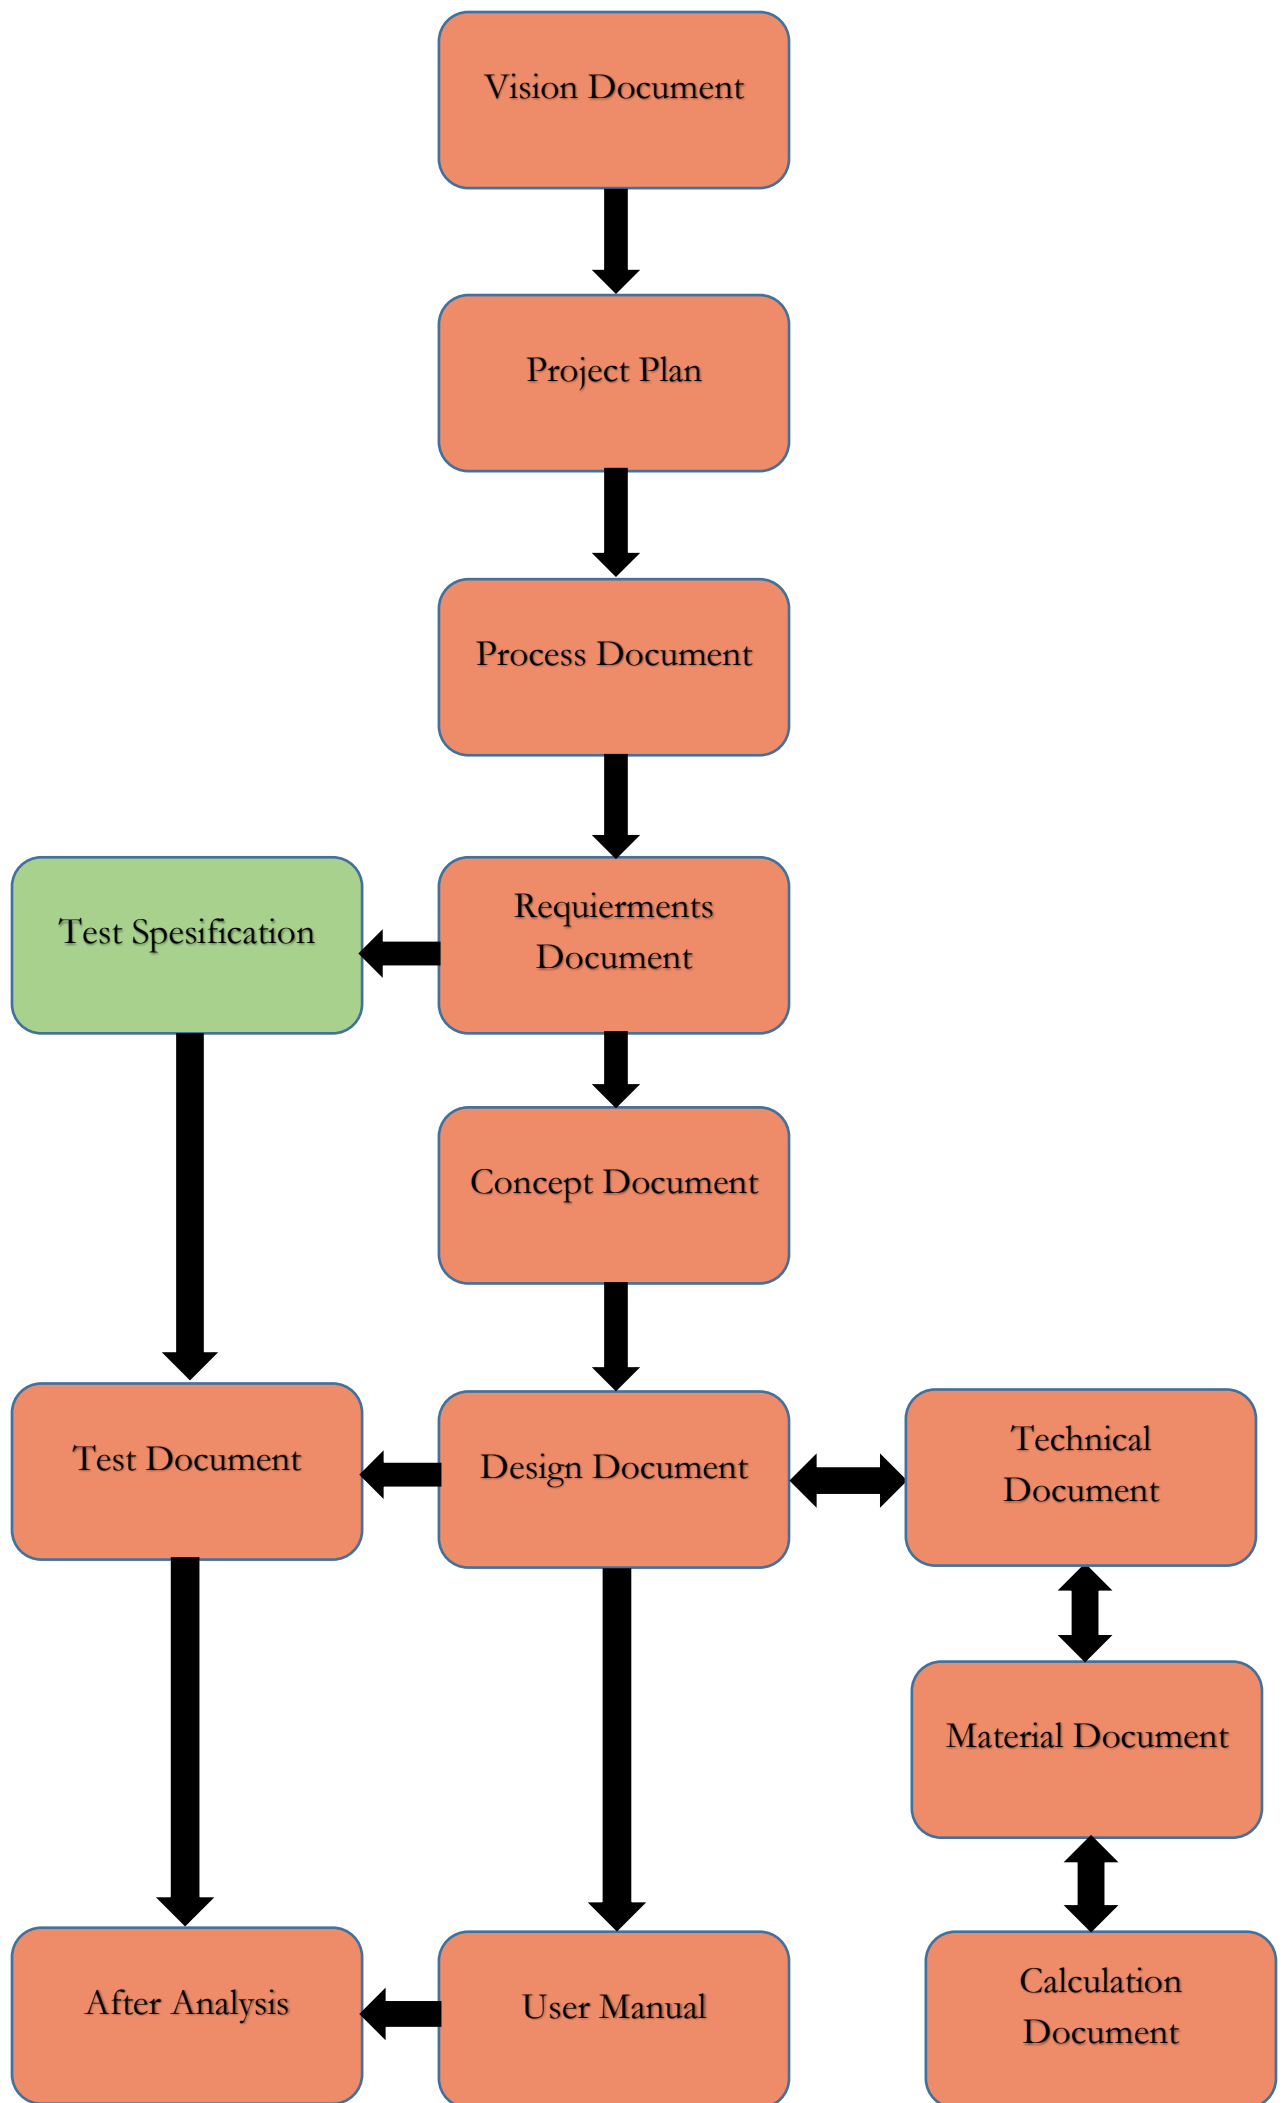 Vision Document
Project Plan
Process Document
Test Spesification
Requierments
Document
Concept Document
Test Document
Design Document
Technical
Document
Material Document
After Analysis
User Manual
Calculation
Document